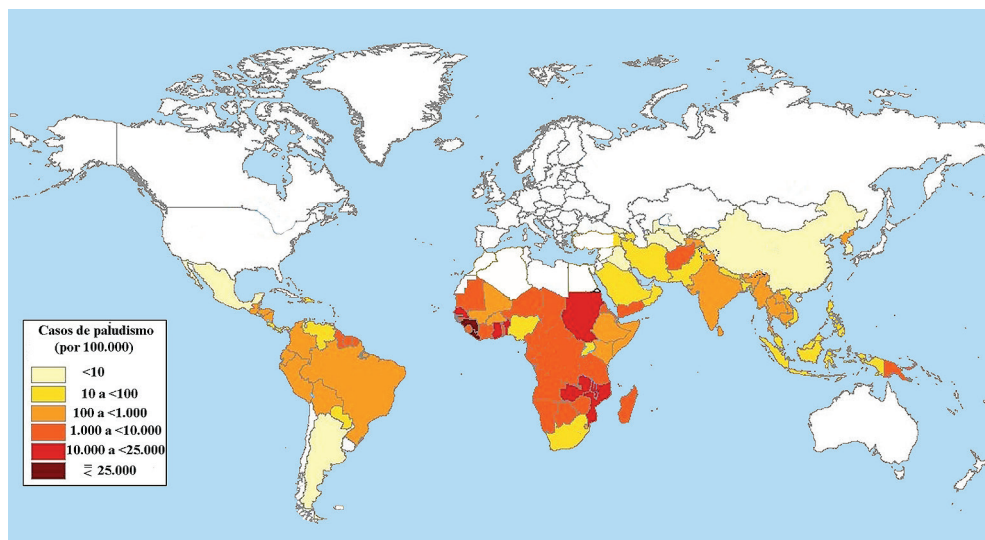 Casos de paludismo
(por 100.000)
<10
10 a <100
100 a <1.000
1.000 a <10.000
10.000 a <25.000
≦ 25.000